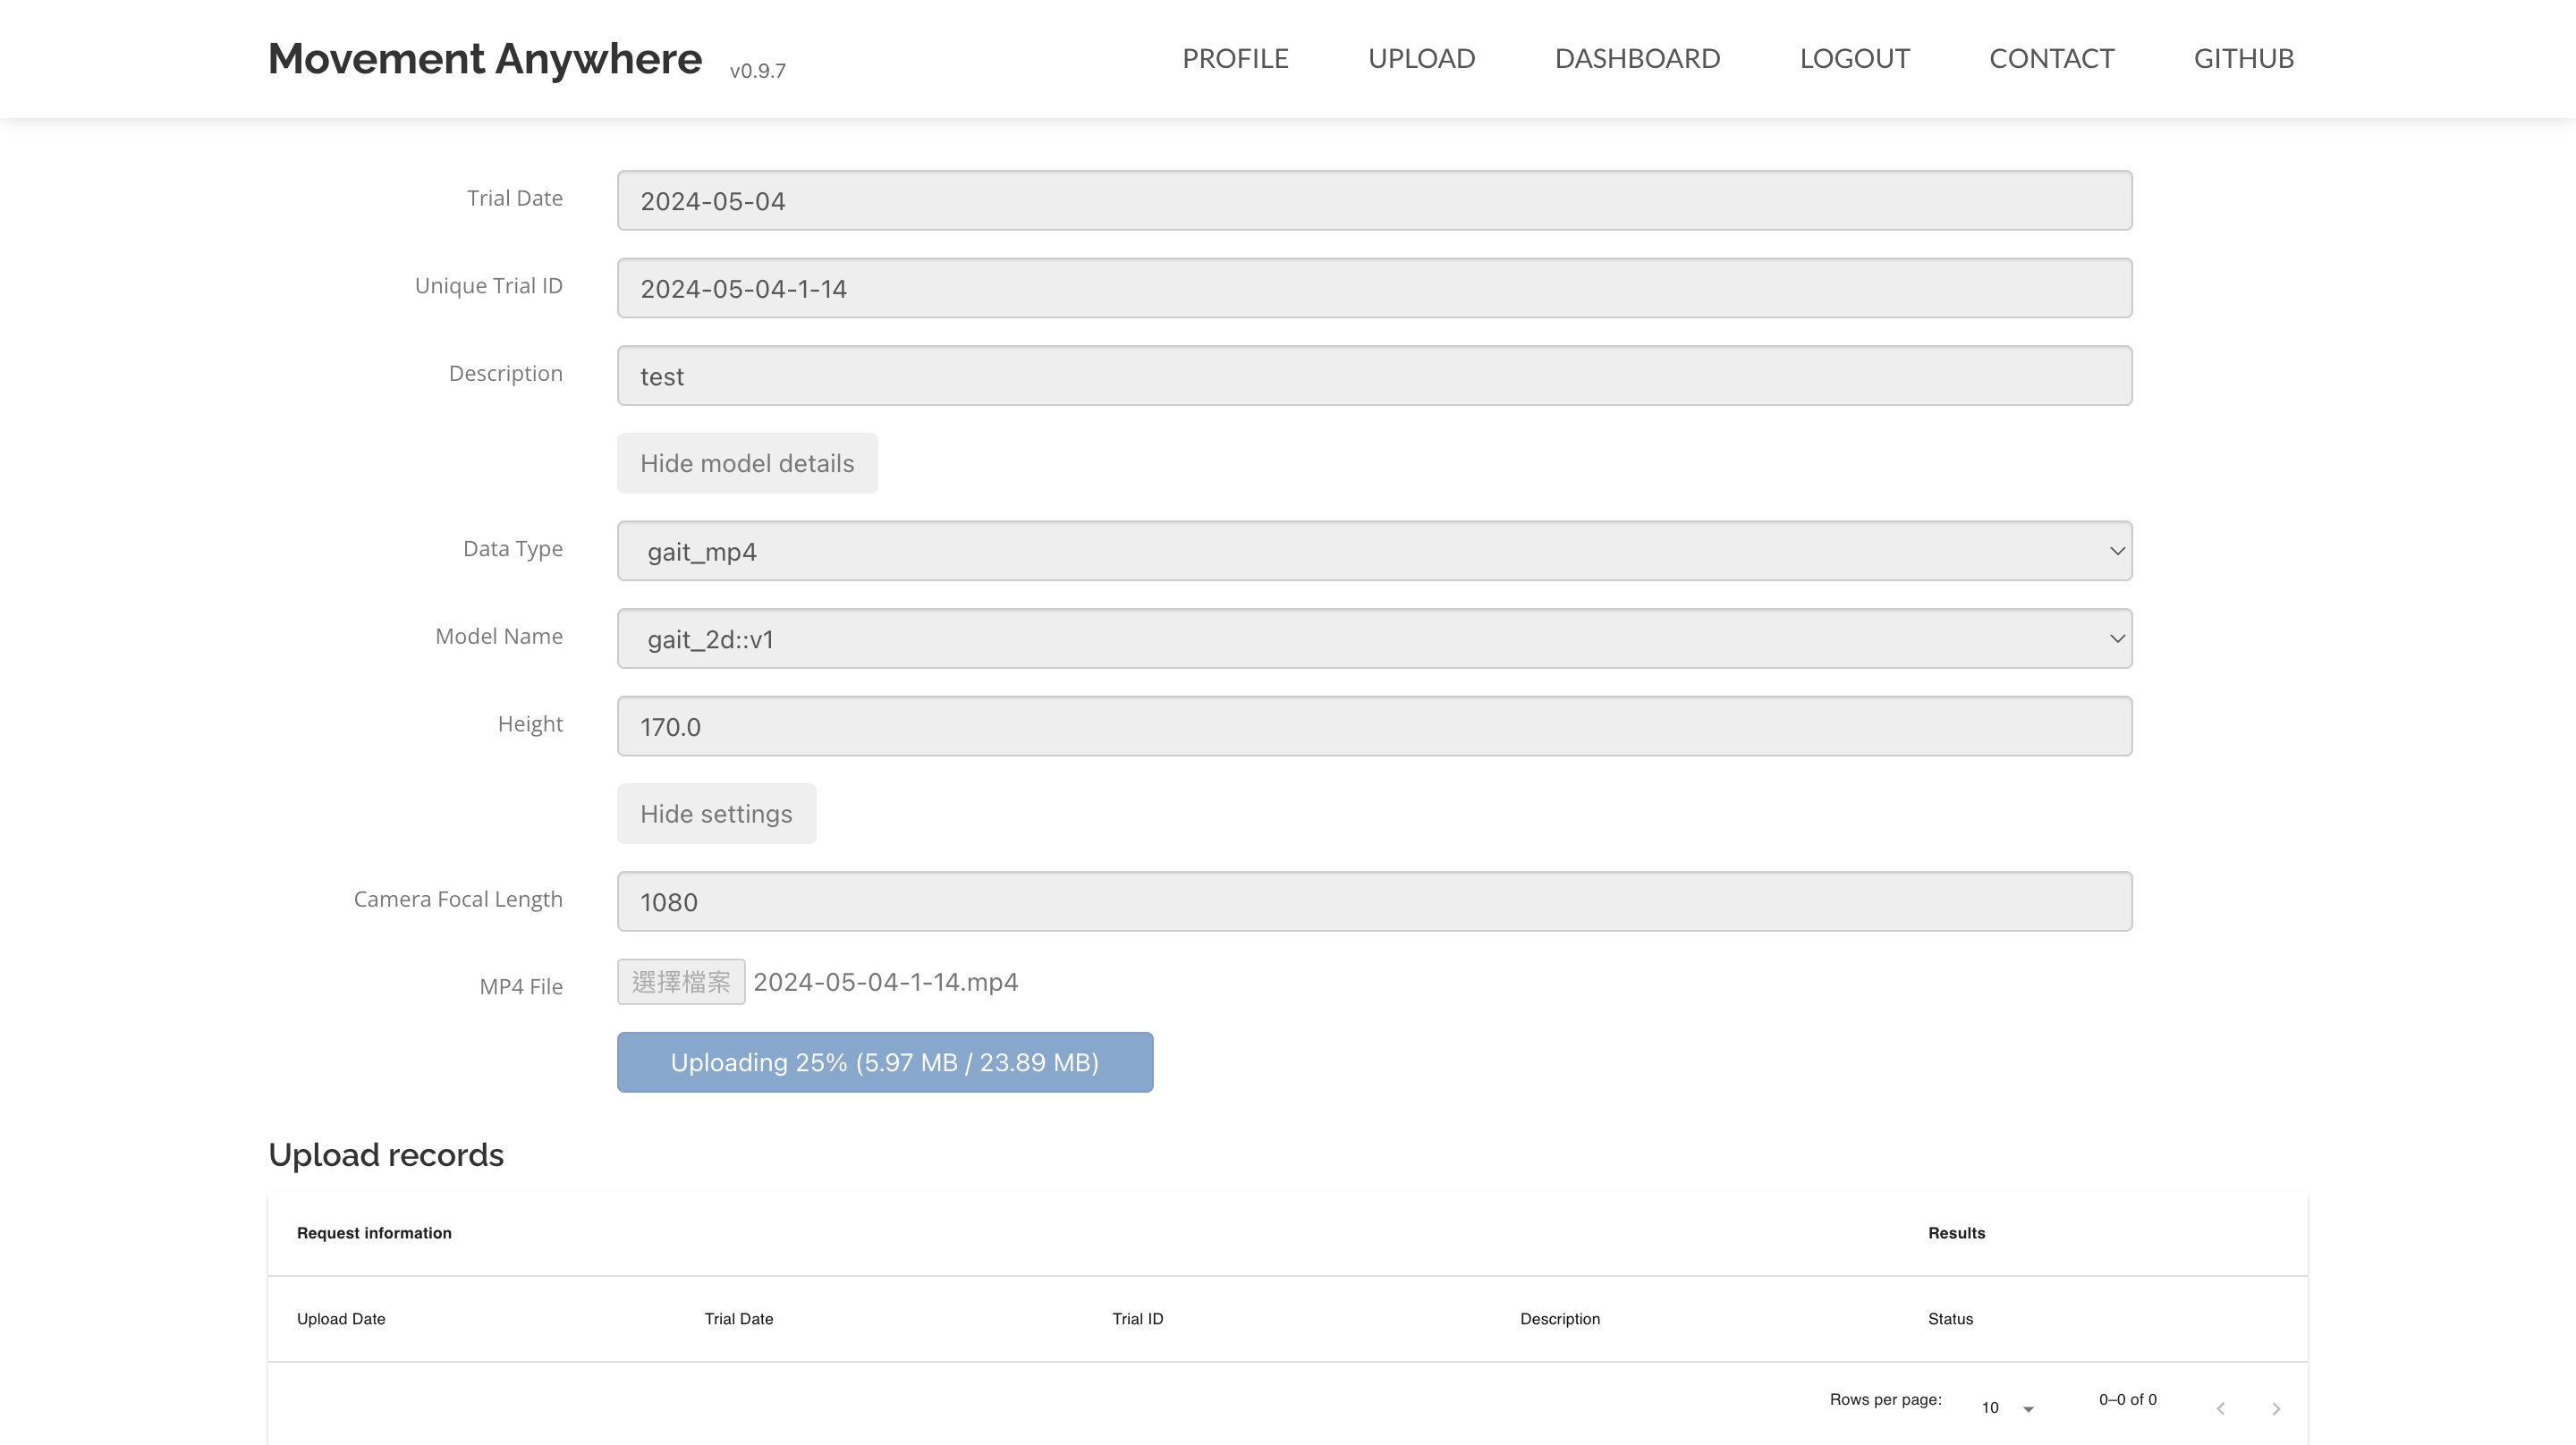 Movement Anywhere v0.9.7 PROFILE UPLOAD DASHBOARD LOGOUT CONTACT GITHUB
Trial Date 2024-05-04
Unique Trial ID 2024-05-04-1-14
Description test
Hide model details
Data Type gait_mp4
Model Name gait_2d::v1
Height 170.0
Hide settings
Camera Focal Length 1080
MP4 File 選擇檔案 2024-05-04-1-14.mp4
Uploading 25% (5.97 MB / 23.89 MB)
Upload records
Request information Results
Upload Date Trial Date Trial ID Description Status
Rows per page: 10 0–0 of 0